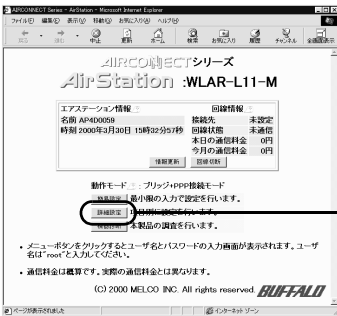 AIRCONNECT Series - AirStation - Microsoft Internet Explorer
ファイル(F) 編集(E) 表示(V) 移動(G) お気に入り(A) ヘルプ(H)
戻る 進む 中止 更新 ホーム 検索 お気に入り 履歴 チャンネル 全画面表示
AIRCONNECTシリーズ
AirStation :WLAR-L11-M
エアステーション情報 ?
名前 AP4D0059
時刻 2000年3月30日 15時32分57秒
情報更新
回線情報 ?
接続先 未設定
回線状態 未通信
本日の通信料金 0円
今月の通信料金 0円
回線切断
動作モード ? : ブリッジ+PPP接続モード
簡易設定 最小限の入力で設定を行います。
詳細設定 項目別に設定を行います。
機器診断 本製品の調査を行います。
• メニューボタンをクリックするとユーザ名とパスワードの入力画面が表示されます。ユーザ
名は"root"と入力してください。
• 通信料金は概算です。実際の通信料金とは異なります。
(C) 2000 MELCO INC. All rights reserved. BUFFALO
ページが表示されました
インターネット ゾーン